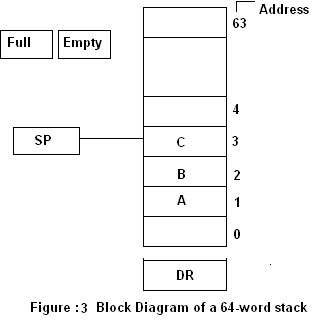 Address
63
Full Empty
4
SP C 3
B 2
A 1
0
DR
Figure : 3 Block Diagram of a 64-word stack